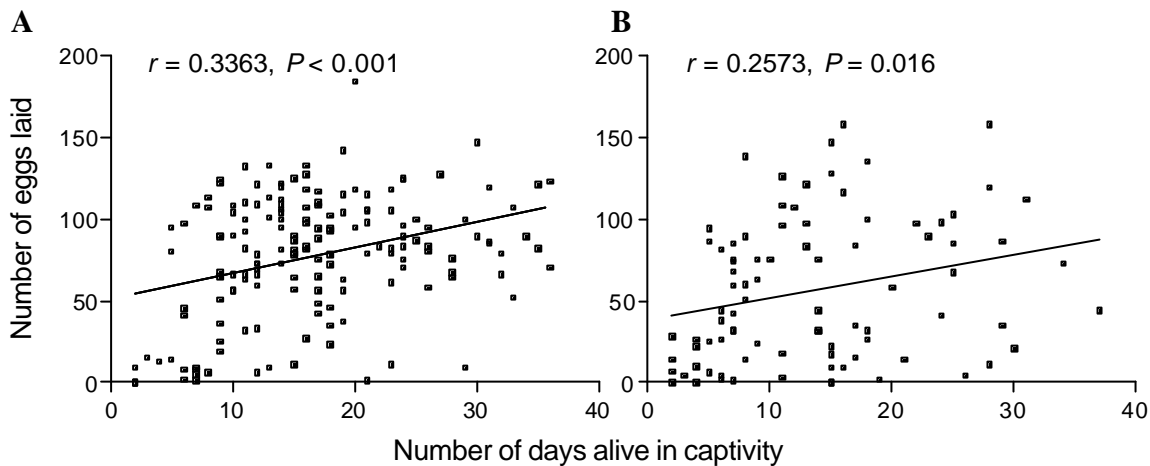 A
B
r = 0.3363, P < 0.001
r = 0.2573, P = 0.016
Number of eggs laid
200
150
100
50
0
0 10 20 30 40
200
150
100
50
0
0 10 20 30 40
Number of days alive in captivity